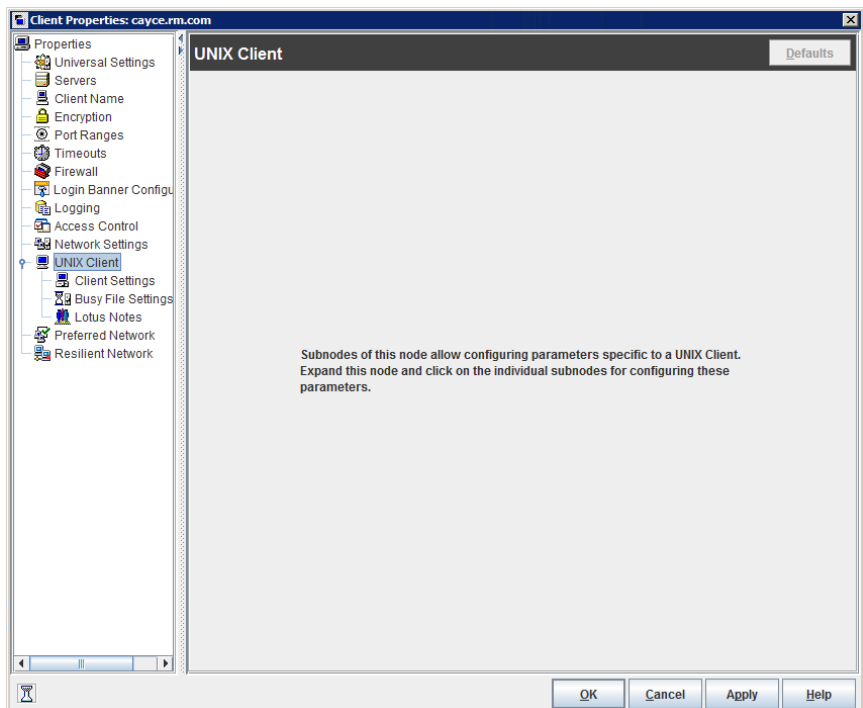 Client Properties: cayce.rm.com
Properties
Universal Settings
Servers
Client Name
Encryption
Port Ranges
Timeouts
Firewall
Login Banner Configu
Logging
Access Control
Network Settings
UNIX Client
Client Settings
Busy File Settings
Lotus Notes
Preferred Network
Resilient Network
UNIX Client
Defaults
Subnodes of this node allow configuring parameters specific to a UNIX Client.
Expand this node and click on the individual subnodes for configuring these
parameters.
OK
Cancel
Apply
Help